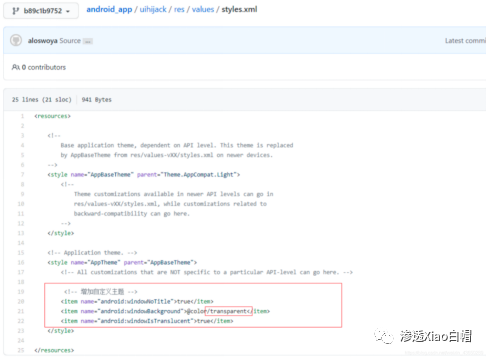 b89c1b9752
android_app / uihijack / res / values / styles.xml
aloswoya Source ...
Latest commi
0 contributors
25 lines (21 sloc) 941 Bytes
1 <resources>
2
3 <!--
4 Base application theme, dependent on API level. This theme is replaced
5 by AppBaseTheme from res/values-vXX/styles.xml on newer devices.
6 -->
7 <style name="AppBaseTheme" parent="Theme.AppCompat.Light">
8 <!--
9 Theme customizations available in newer API levels can go in
10 res/values-vXX/styles.xml, while customizations related to
11 backward-compatibility can go here.
12 -->
13 </style>
14
15 <!-- Application theme. -->
16 <style name="AppTheme" parent="AppBaseTheme">
17 <!-- All customizations that are NOT specific to a particular API-level can go here. -->
18
19 <!-- 增加自定义主题 -->
20 <item name="android:windowNoTitle">true</item>
21 <item name="android:windowBackground">@color/transparent</item>
22 <item name="android:windowIsTranslucent">true</item>
23 </style>
24
25 </resources>
渗透Xiao白帽